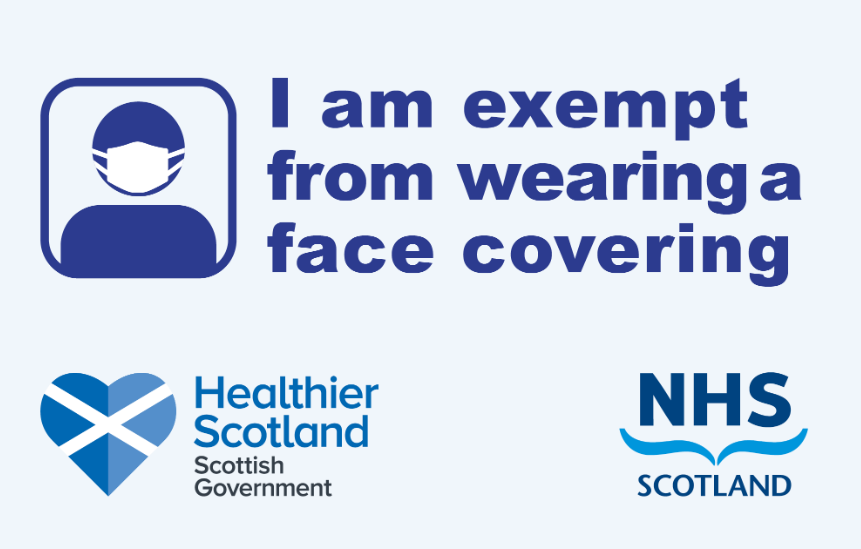 I am exempt
from wearing a
face covering
Healthier
Scotland
Scottish
Government
NHS
SCOTLAND